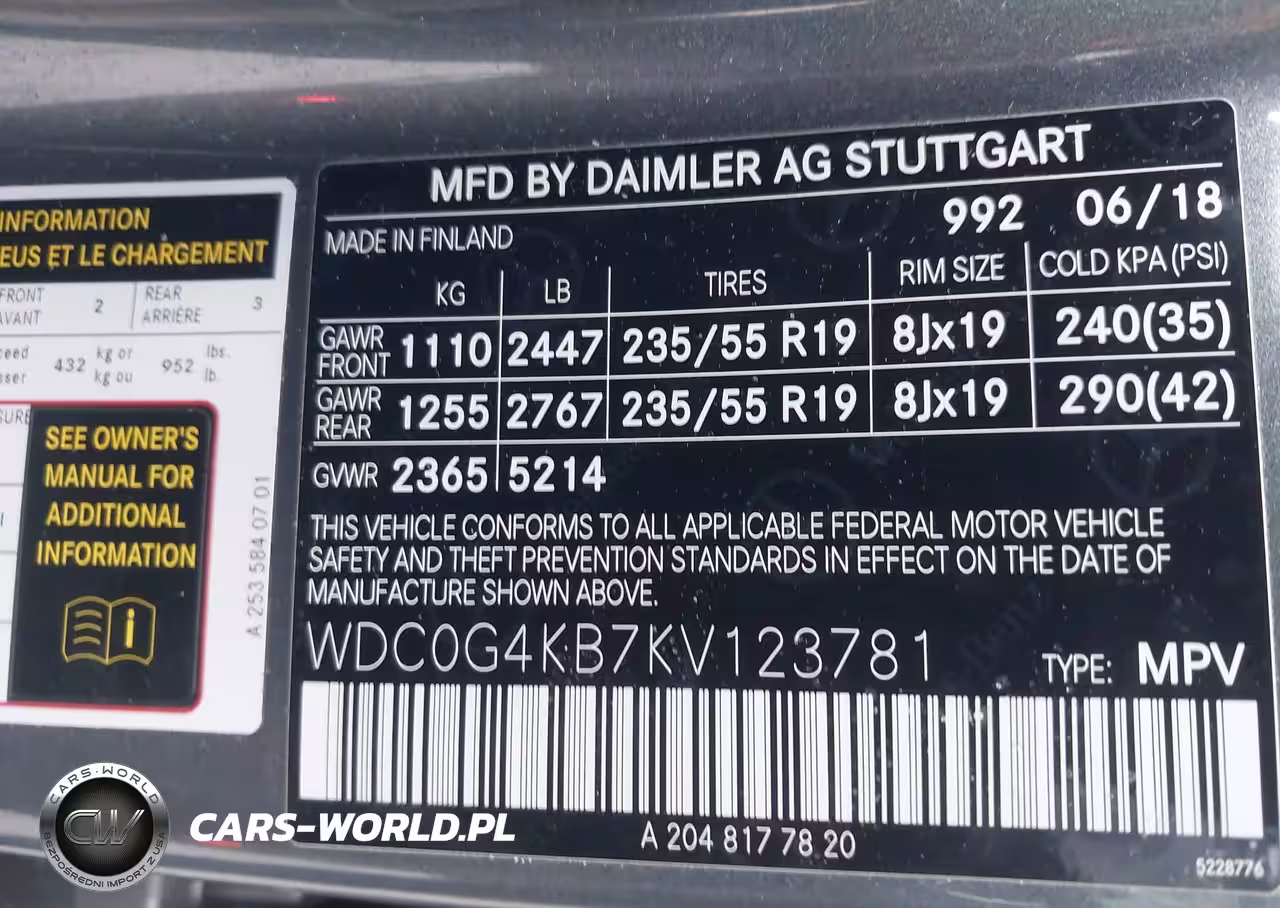 INFORMATION
EUS ET LE CHARGEMENT
FRONT
AVANT
2
REAR
ARRIÈRE
3
432 kg or
kg ou
952 lbs.
lb.
SEE OWNER'S
MANUAL FOR
ADDITIONAL
INFORMATION
A 253 584 07 01
MFD BY DAIMLER AG STUTTGART
MADE IN FINLAND 992 06/18
KG LB TIRES RIM SIZE COLD KPA (PSI)
GAWR
FRONT 1110 2447 235/55 R19 8Jx19 240(35)
GAWR
REAR 1255 2767 235/55 R19 8Jx19 290(42)
GVWR 2365 5214
THIS VEHICLE CONFORMS TO ALL APPLICABLE FEDERAL MOTOR VEHICLE
SAFETY AND THEFT PREVENTION STANDARDS IN EFFECT ON THE DATE OF
MANUFACTURE SHOWN ABOVE.
WDC0G4KB7KV123781 TYPE: MPV
A 204 817 78 20
5228776
CARS-WORLD
CW
BEZPOŚREDNI IMPORT Z USA
CARS-WORLD.PL